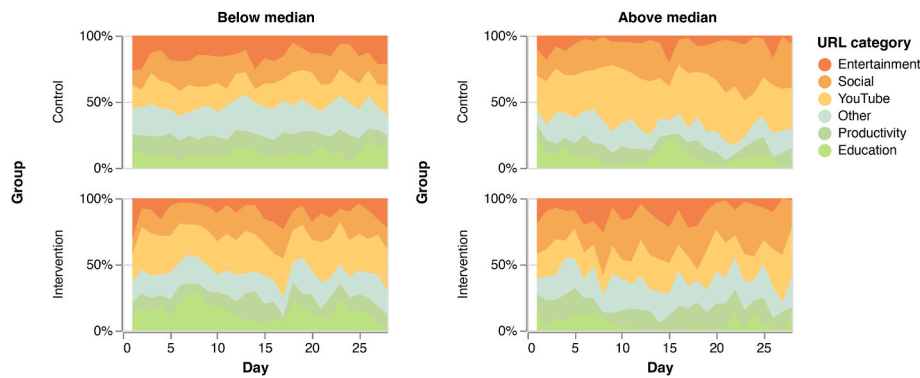 Below median
Above median
URL category
Entertainment
Social
YouTube
Other
Productivity
Education
Group
Control
100%
50%
0%
Intervention
100%
50%
0%
0 5 10 15 20 25
Day
Group
Control
100%
50%
0%
Intervention
100%
50%
0%
0 5 10 15 20 25
Day